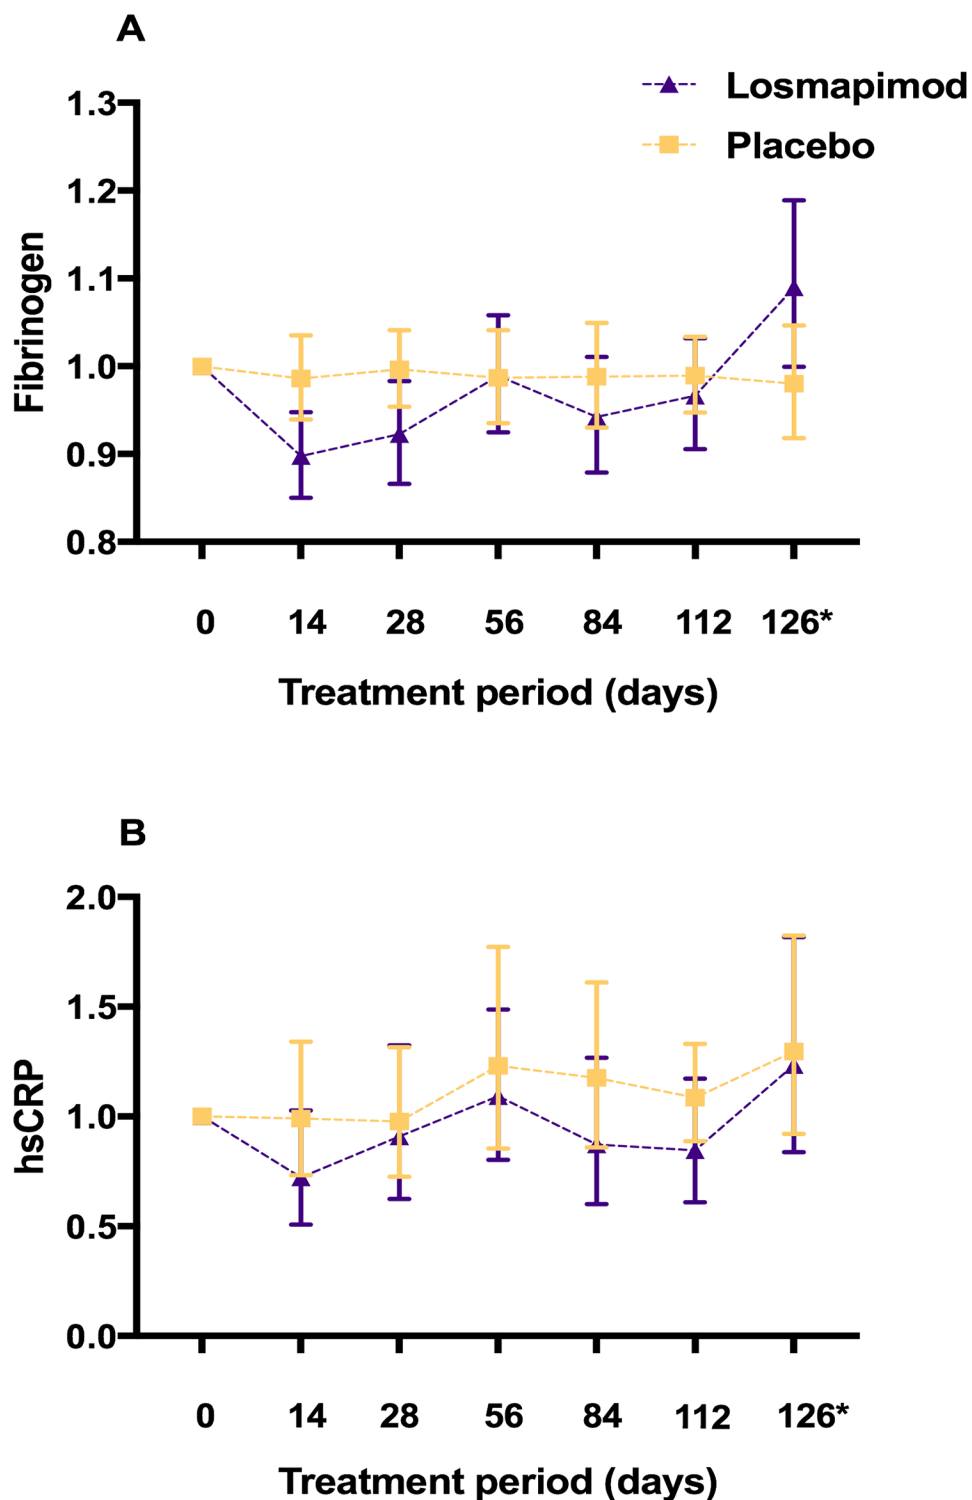 A
Losmapimod
Placebo
Fibrinogen
1.3
1.2
1.1
1.0
0.9
0.8
0 14 28 56 84 112 126*
Treatment period (days)
B
hsCRP
2.0
1.5
1.0
0.5
0.0
0 14 28 56 84 112 126*
Treatment period (days)